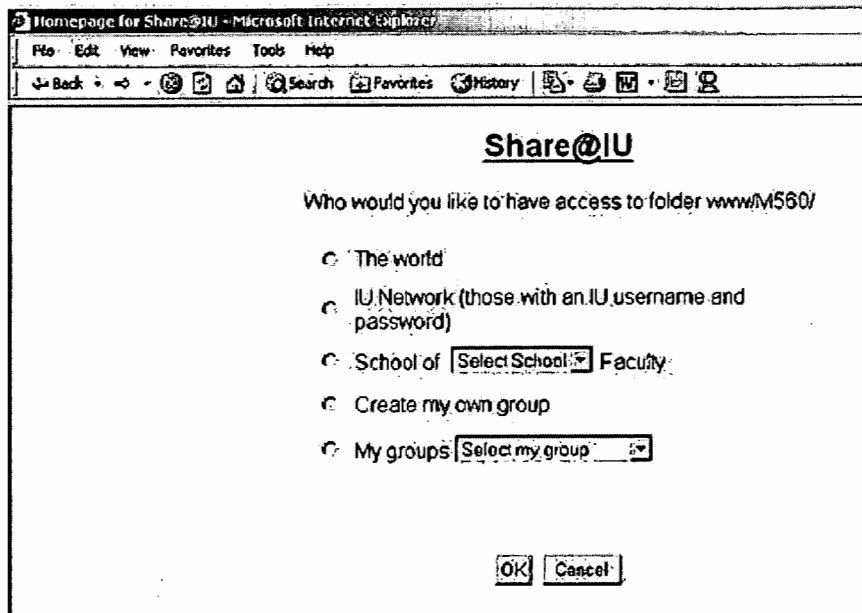 Homepage for Share@IU - Microsoft Internet Explorer
File Edit View Favorites Tools Help
Back Search Favorites History
Share@IU
Who would you like to have access to folder www/M560/
The world
IU Network (those with an IU username and
password)
School of Select School Faculty
Create my own group
My groups Select my group
OK Cancel